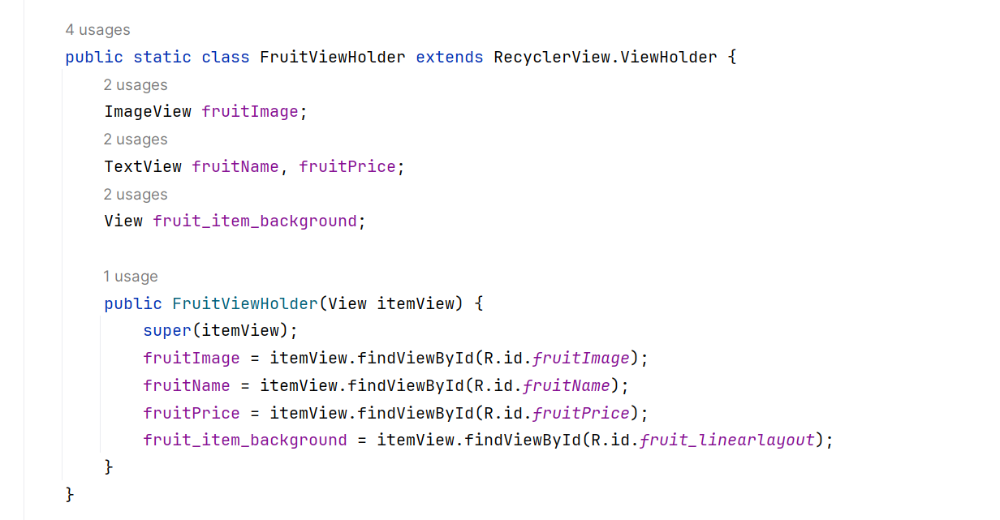 4 usages
public static class FruitViewHolder extends RecyclerView.ViewHolder {
2 usages
ImageView fruitImage;
2 usages
TextView fruitName, fruitPrice;
2 usages
View fruit_item_background;
1 usage
public FruitViewHolder(View itemView) {
super(itemView);
fruitImage = itemView.findViewById(R.id.fruitImage);
fruitName = itemView.findViewById(R.id.fruitName);
fruitPrice = itemView.findViewById(R.id.fruitPrice);
fruit_item_background = itemView.findViewById(R.id.fruit_linearlayout);
}
}